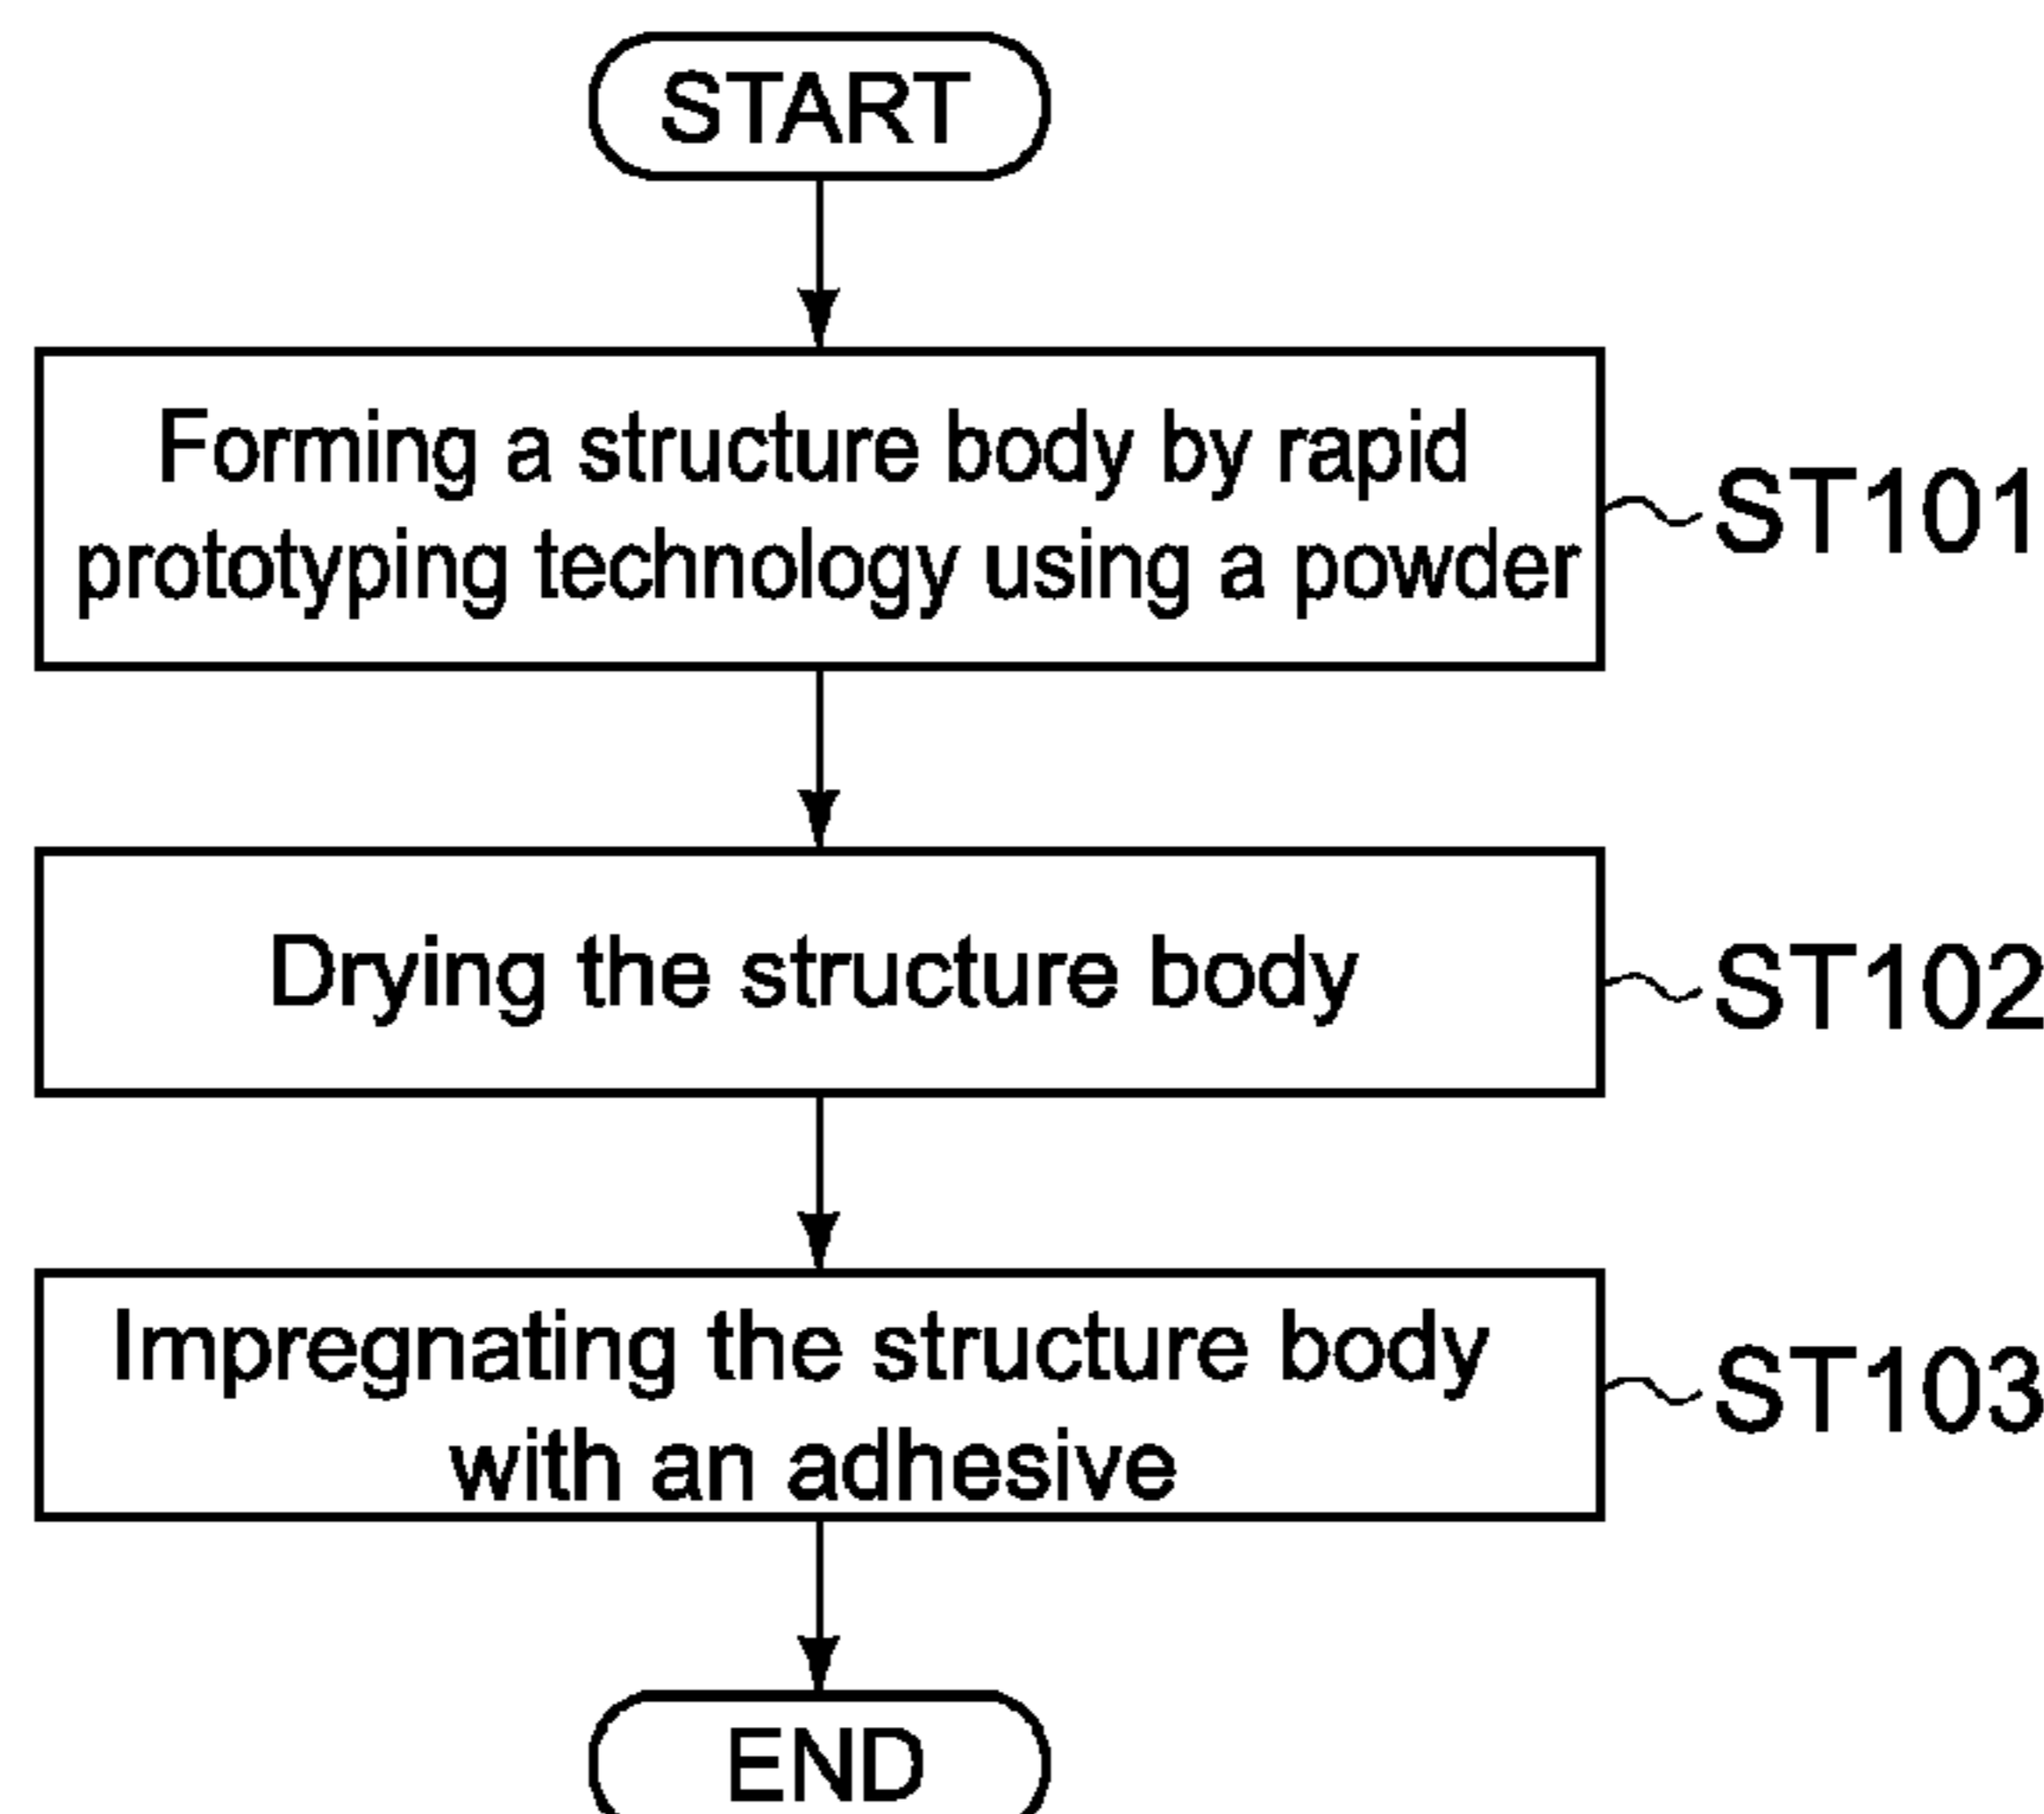 START
Forming a structure body by rapid
prototyping technology using a powder
ST101
Drying the structure body
ST102
Impregnating the structure body
with an adhesive
ST103
END